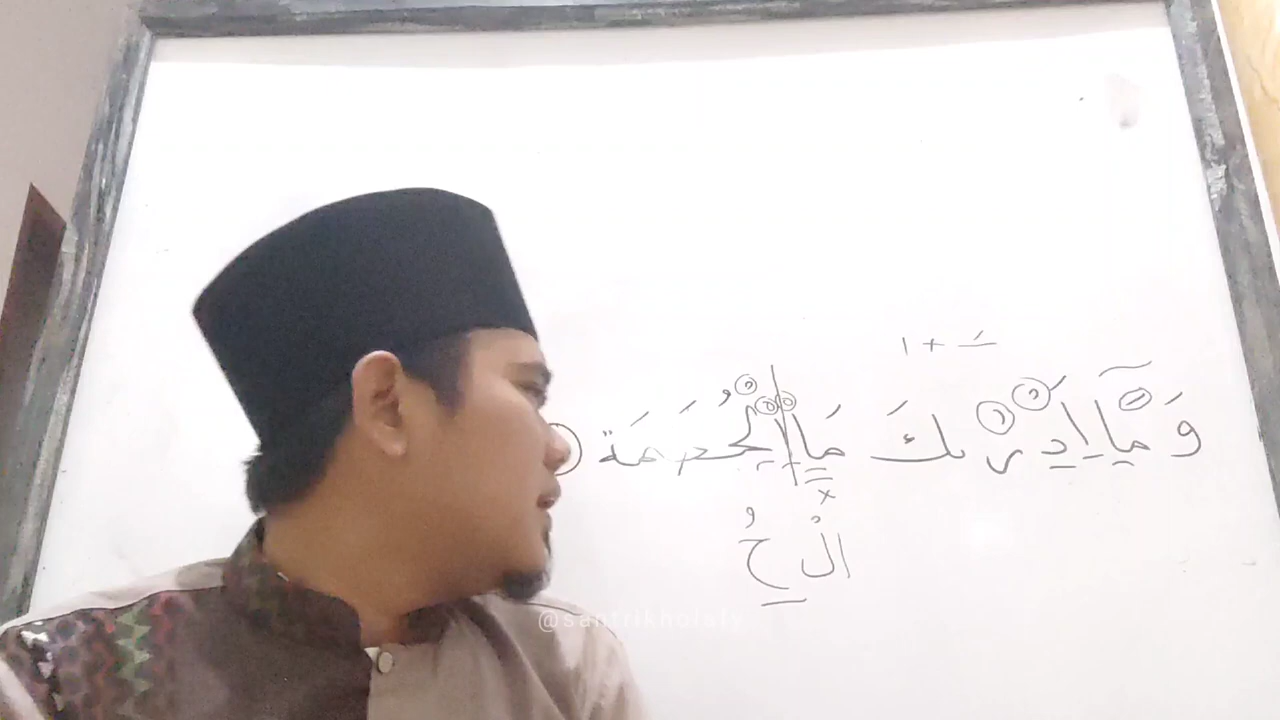 ا + ـَ
وَمَآ اَدْرٰىكَ مَا الْحُطَمَةُ
x
الْ حُ
@santrikholaly